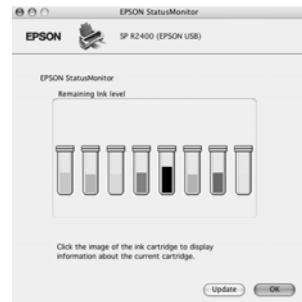 EPSON StatusMonitor
EPSON
SP R2400 (EPSON USB)
EPSON StatusMonitor
Remaining Ink level
Click the image of the ink cartridge to display
information about the current cartridge.
Update
OK